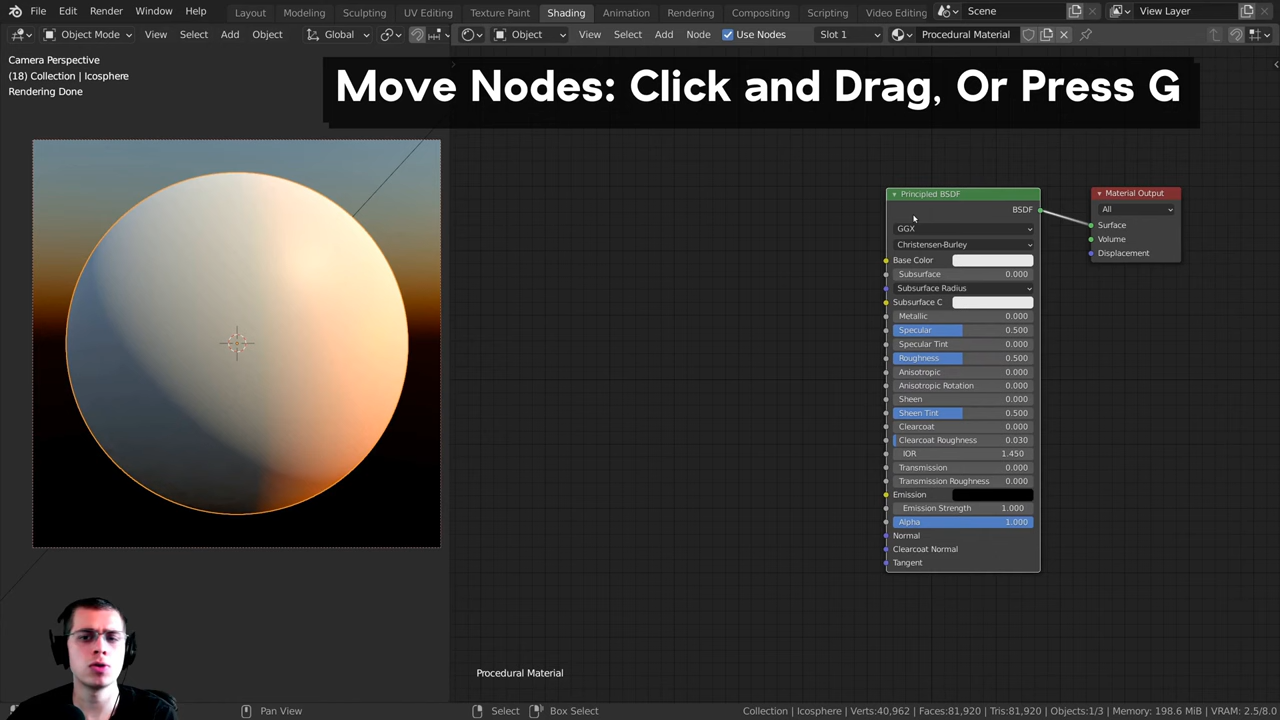 File Edit Render Window Help Layout Modeling Sculpting UV Editing Texture Paint Shading Animation Rendering Compositing Scripting Video Editing Scene View Layer
Object Mode View Select Add Object Global Object View Select Add Node Use Nodes Slot 1 Procedural Material
Camera Perspective
(18) Collection | Icosphere
Rendering Done
Move Nodes: Click and Drag, Or Press G
Principled BSDF
BSDF
GGX
Christensen-Burley
Base Color
Subsurface 0.000
Subsurface Radius
Subsurface C
Metallic 0.000
Specular 0.500
Specular Tint 0.000
Roughness 0.500
Anisotropic 0.000
Anisotropic Rotation 0.000
Sheen 0.000
Sheen Tint 0.500
Clearcoat 0.000
Clearcoat Roughness 0.030
IOR 1.450
Transmission 0.000
Transmission Roughness 0.000
Emission
Emission Strength 1.000
Alpha 1.000
Normal
Clearcoat Normal
Tangent
Material Output
All
Surface
Volume
Displacement
Procedural Material
Pan View Select Box Select Collection | Icosphere | Verts:40,962 | Faces:81,920 | Tris:81,920 | Objects:1/3 | Memory: 198.6 MiB | VRAM: 2.5/8.0